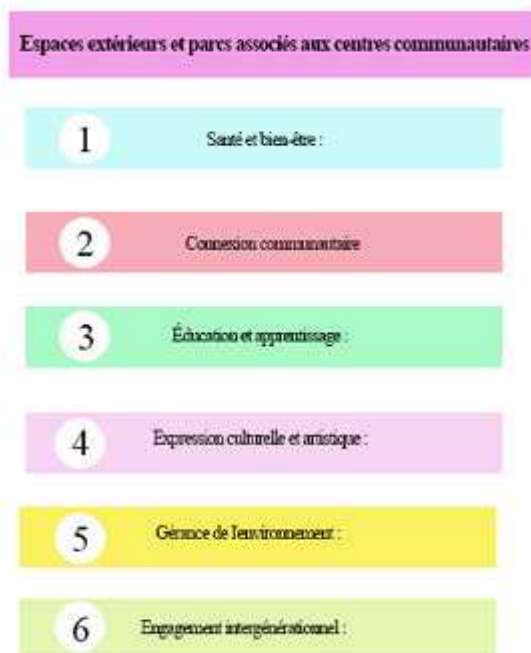 Espaces extérieurs et parcs associés aux centres communautaires
1 Santé et bien-être :
2 Connexion communautaire
3 Éducation et apprentissage :
4 Expression culturelle et artistique :
5 Gérance de l'environnement :
6 Engagement intergénérationnel :